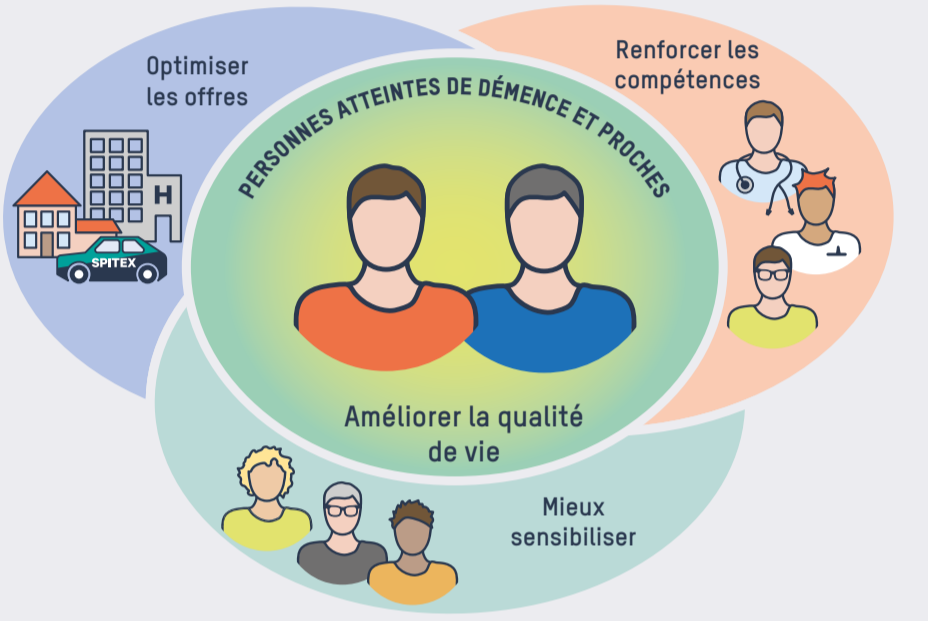 Optimiser
les offres
Renforcer les
compétences
PERSONNES ATTEINTES DE DÉMENCE ET PROCHES
H
SPITEX
Améliorer la qualité
de vie
Mieux
sensibiliser